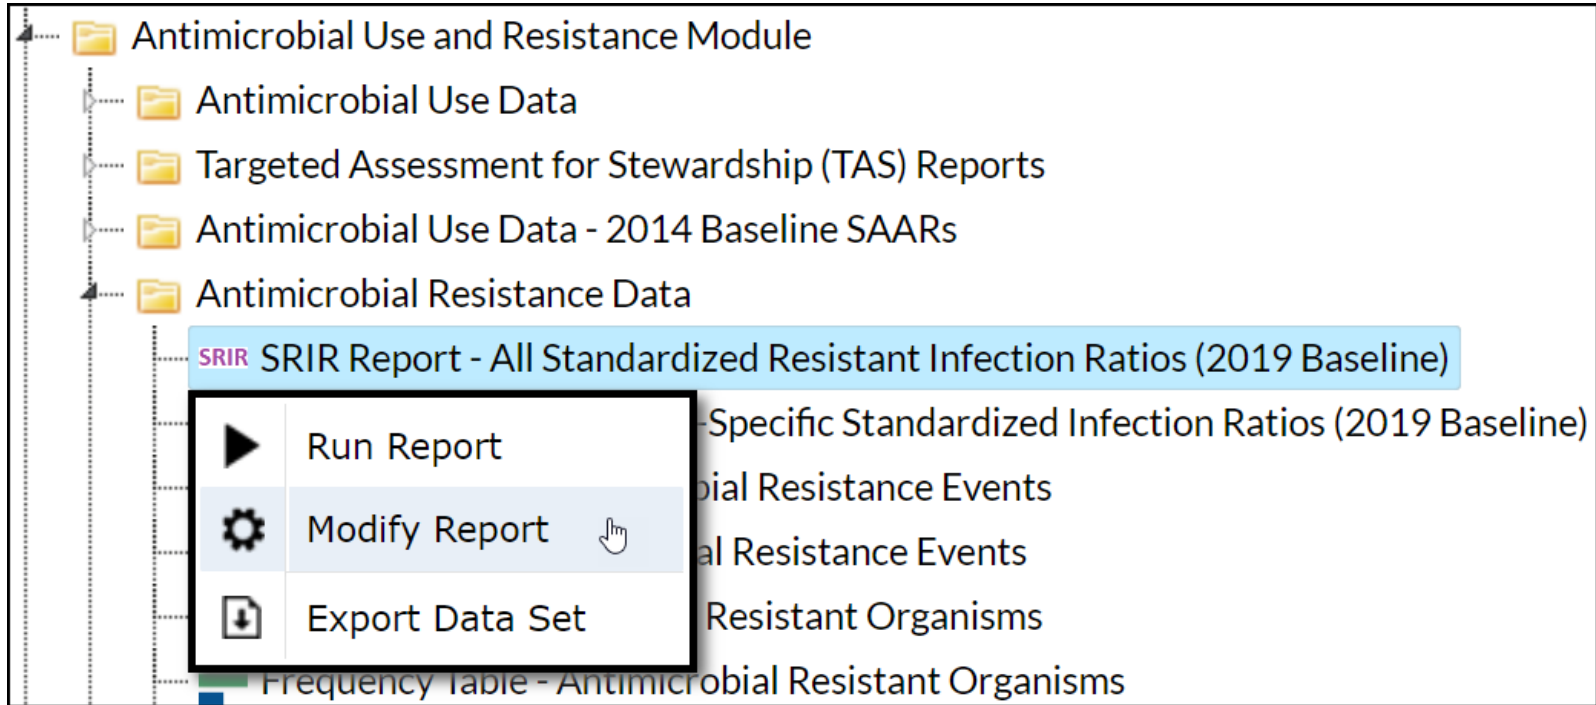 Antimicrobial Use and Resistance Module
Antimicrobial Use Data
Targeted Assessment for Stewardship (TAS) Reports
Antimicrobial Use Data - 2014 Baseline SAARs
Antimicrobial Resistance Data
SRIR SRIR Report - All Standardized Resistant Infection Ratios (2019 Baseline)
-Specific Standardized Infection Ratios (2019 Baseline)
Run Report
bial Resistance Events
Modify Report
al Resistance Events
Export Data Set
Resistant Organisms
Frequency Table - Antimicrobial Resistant Organisms